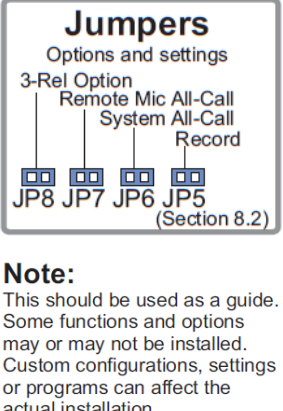 Jumpers
Options and settings
3-Rel Option
Remote Mic All-Call
System All-Call
Record
JP8 JP7 JP6 JP5
(Section 8.2)
Note:
This should be used as a guide.
Some functions and options
may or may not be installed.
Custom configurations, settings
or programs can affect the
actual installation